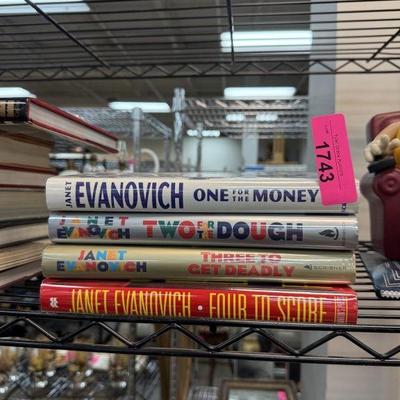 JANET
EVANOVICH ONE FOR THE MONEY
JANET
EVANOVICH TWO FOR THE DOUGH
JANET
EVANOVICH THREE TO
GET DEADLY
SCRIBNER
JANET EVANOVICH • FOUR TO SCORE
Lot
1743